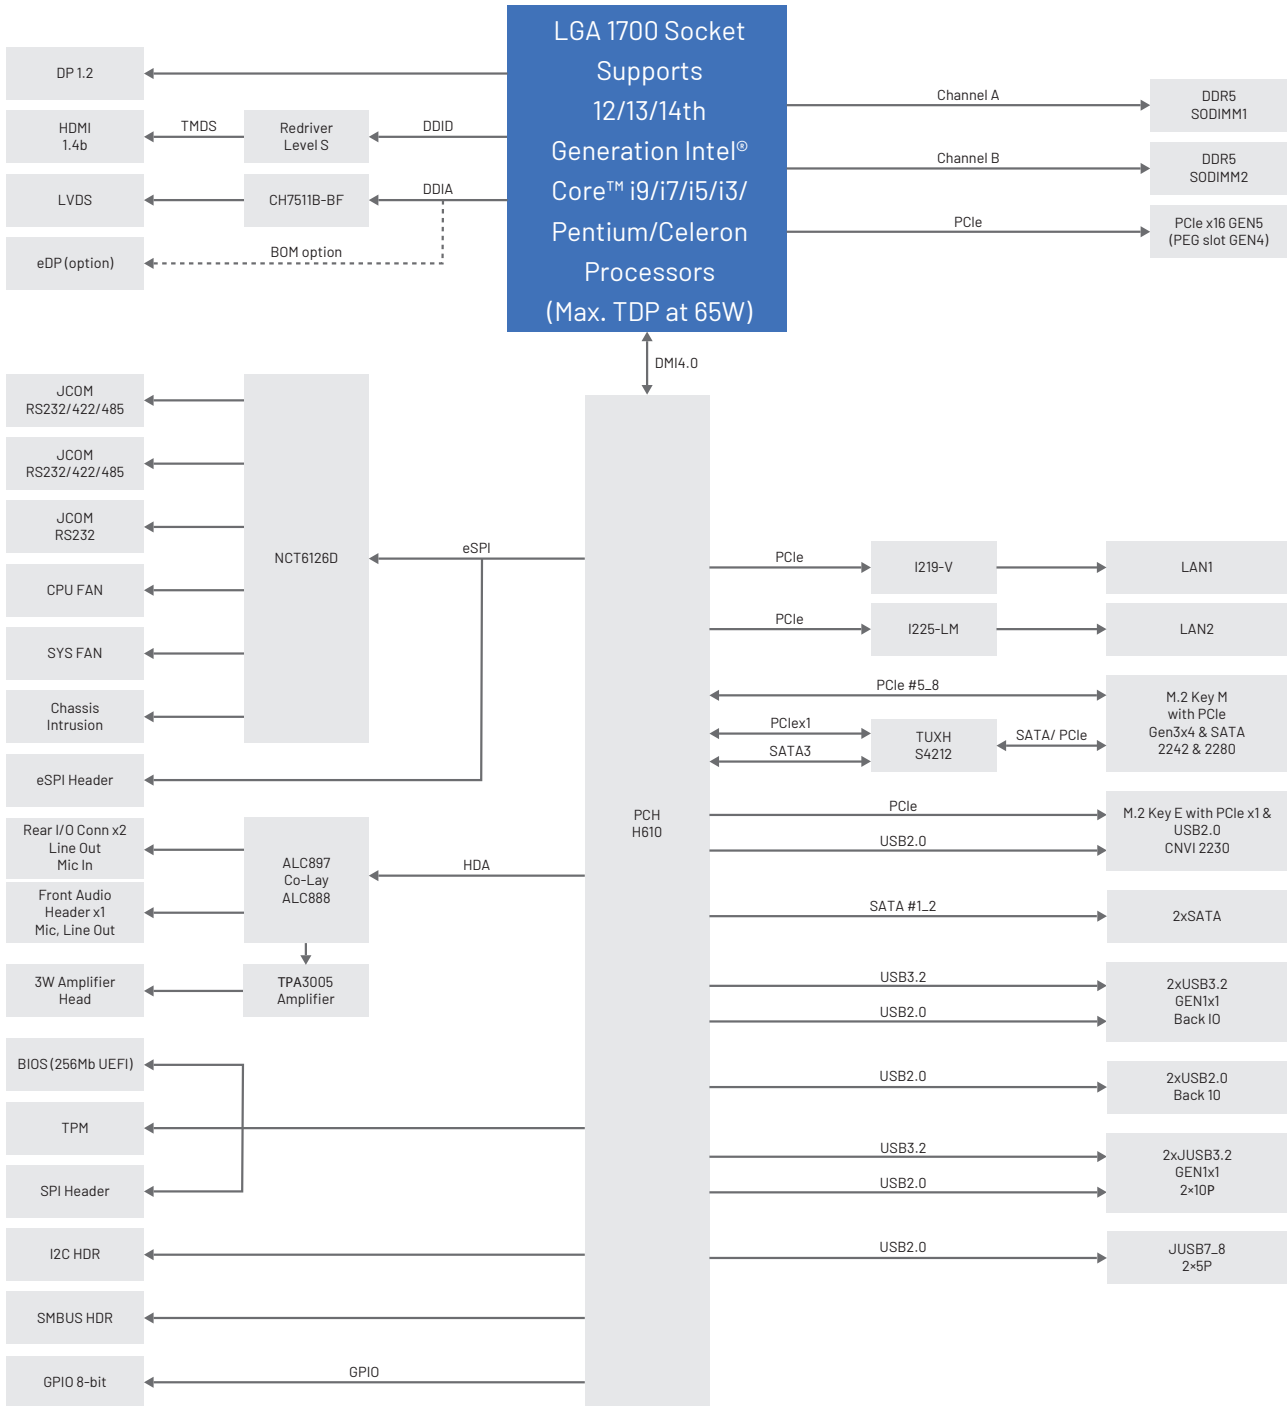 LGA 1700 Socket
Supports
12/13/14th
Generation Intel®
Core™ i9/i7/i5/i3/
Pentium/Celeron
Processors
(Max. TDP at 65W)
DP 1.2
HDMI
1.4b
TMDS
Redriver
Level S
DDID
LVDS
CH7511B-BF
DDIA
eDP (option)
BOM option
Channel A
DDR5
SODIMM1
Channel B
DDR5
SODIMM2
PCIe
PCIe x16 GEN5
(PEG slot GEN4)
DMI4.0
JCOM
RS232/422/485
JCOM
RS232/422/485
JCOM
RS232
CPU FAN
SYS FAN
Chassis
Intrusion
NCT6126D
eSPI
eSPI Header
Rear I/O Conn x2
Line Out
Mic In
Front Audio
Header x1
Mic, Line Out
ALC897
Co-Lay
ALC888
HDA
3W Amplifier
Head
TPA3005
Amplifier
BIOS (256Mb UEFI)
TPM
SPI Header
I2C HDR
SMBUS HDR
GPIO 8-bit
GPIO
PCH
H610
PCIe
I219-V
LAN1
PCIe
I225-LM
LAN2
PCIe #5_8
PCIex1
SATA3
TUXH
S4212
SATA/ PCIe
M.2 Key M
with PCIe
Gen3x4 & SATA
2242 & 2280
PCIe
USB2.0
M.2 Key E with PCIe x1 &
USB2.0
CNVI 2230
SATA #1_2
2xSATA
USB3.2
USB2.0
2xUSB3.2
GEN1x1
Back IO
USB2.0
2xUSB2.0
Back 10
USB3.2
USB2.0
2xJUSB3.2
GEN1x1
2×10P
USB2.0
JUSB7_8
2×5P